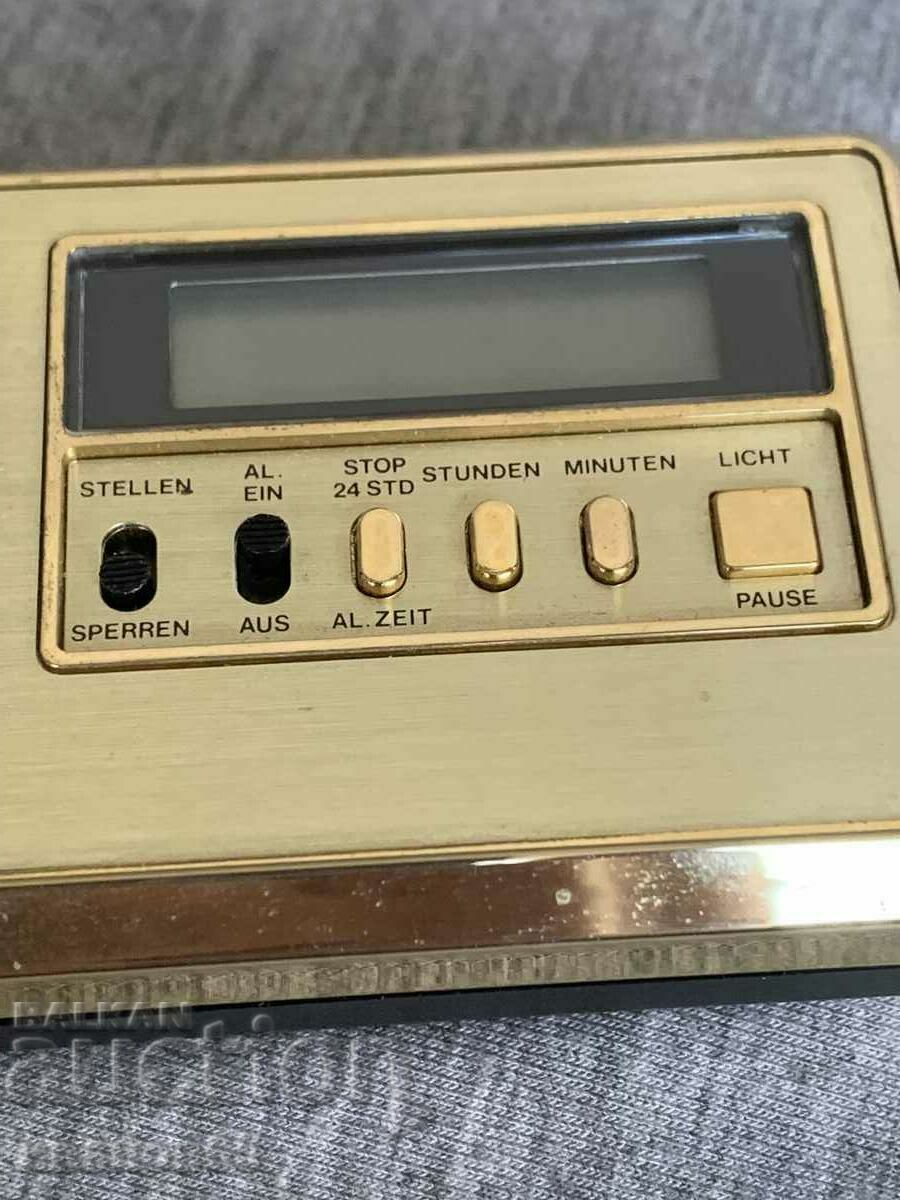 STELLEN
AL.
EIN
STOP
24 STD
STUNDEN
MINUTEN
LICHT
SPERREN
AUS
AL. ZEIT
PAUSE
BALKAN
auction